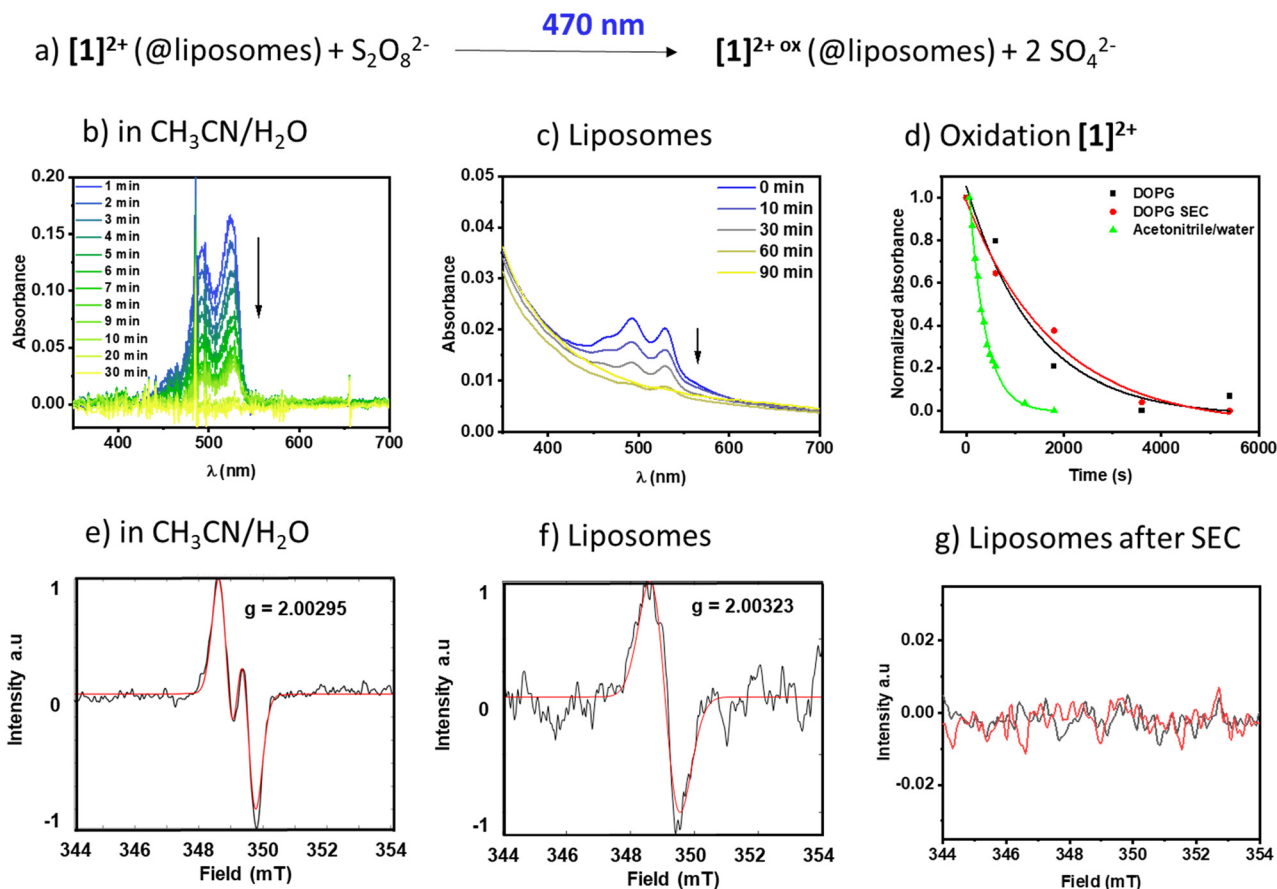 470 nm
a) [1]²⁺ (@liposomes) + S₂O₈²⁻ [1]²⁺ ᵒˣ (@liposomes) + 2 SO₄²⁻
b) in CH₃CN/H₂O
c) Liposomes
d) Oxidation [1]²⁺
Absorbance
0.20
0.15
0.10
0.05
0.00
1 min
2 min
3 min
4 min
5 min
6 min
7 min
8 min
9 min
10 min
20 min
30 min
400 500 600 700
λ (nm)
Absorbance
0.05
0.04
0.03
0.02
0.01
0.00
0 min
10 min
30 min
60 min
90 min
400 500 600 700
λ (nm)
Normalized absorbance
1.0
0.8
0.6
0.4
0.2
0.0
DOPG
DOPG SEC
Acetonitrile/water
0 2000 4000 6000
Time (s)
e) in CH₃CN/H₂O
f) Liposomes
g) Liposomes after SEC
Intensity a.u
1
0
-1
g = 2.00295
344 346 348 350 352 354
Field (mT)
Intensity a.u
1
0
-1
g = 2.00323
344 346 348 350 352 354
Field (mT)
Intensity a.u
0.02
0.00
-0.02
344 346 348 350 352 354
Field (mT)